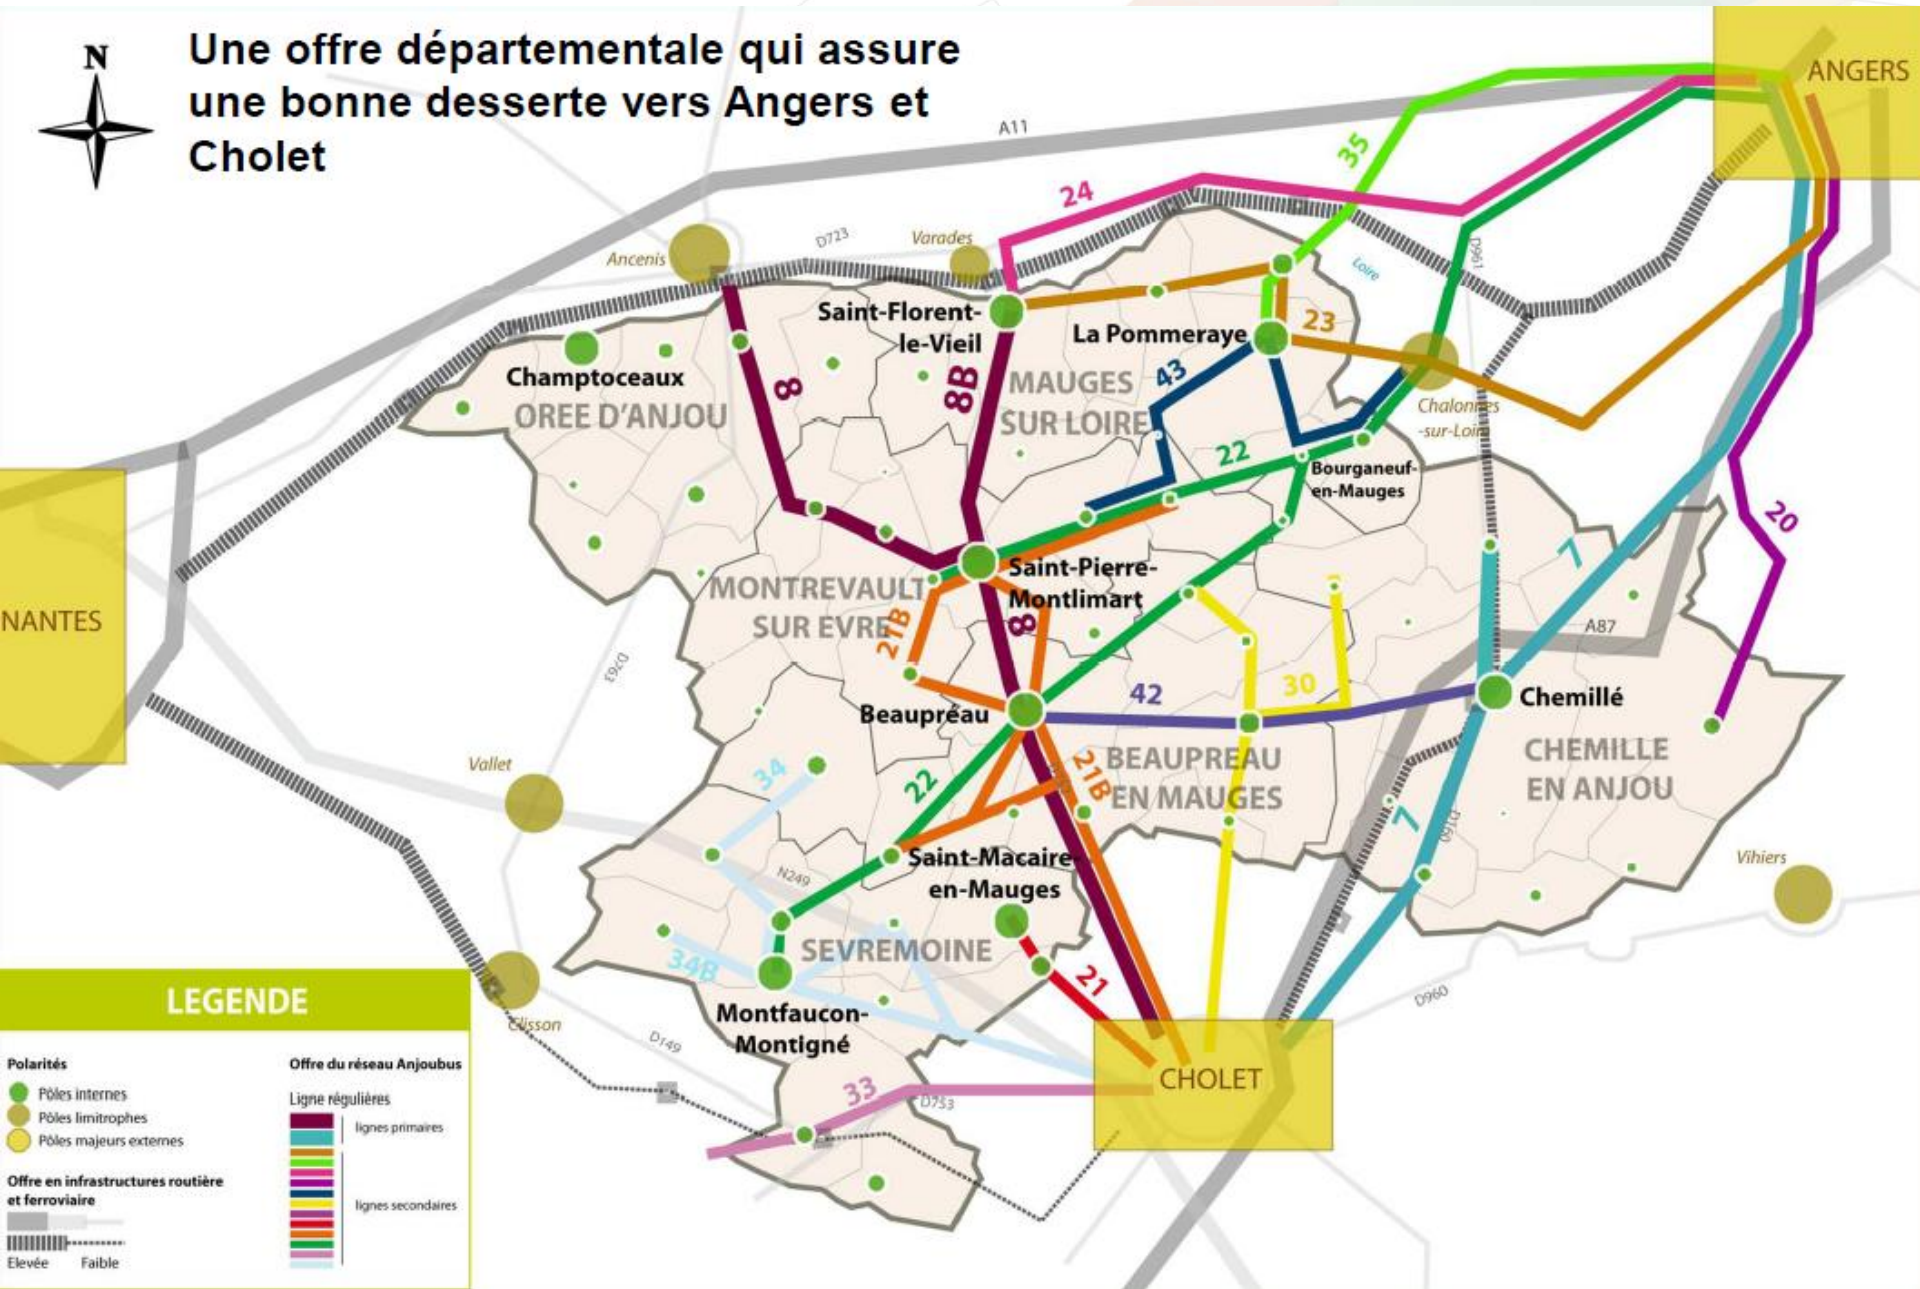 N
Une offre départementale qui assure
une bonne desserte vers Angers et
Cholet
ANGERS
A11
35
24
D723
Varades
Ancenis
D961
Loire
Saint-Florent-
le-Vieil
La Pommeraye
23
Champtoceaux
OREE D'ANJOU
8
8B
MAUGES
SUR LOIRE
43
Chalonnes
-sur-Loire
22
Bourganeuf-
en-Mauges
20
7
NANTES
MONTREVAULT
SUR EVRE
Saint-Pierre-
Montlimart
21B
8
A87
D763
42
30
Beaupréau
Chemillé
CHEMILLE
EN ANJOU
BEAUPREAU
EN MAUGES
21B
Vallet
34
22
7
D160
Saint-Macaire-
en-Mauges
N249
Vihiers
SEVREMOINE
34B
21
D960
Montfaucon-
Montigné
Clisson
D149
33
D753
CHOLET
LEGENDE
Polarités
Pôles internes
Pôles limitrophes
Pôles majeurs externes
Offre en infrastructures routière
et ferroviaire
Elevée Faible
Offre du réseau Anjoubus
Ligne régulières
lignes primaires
lignes secondaires